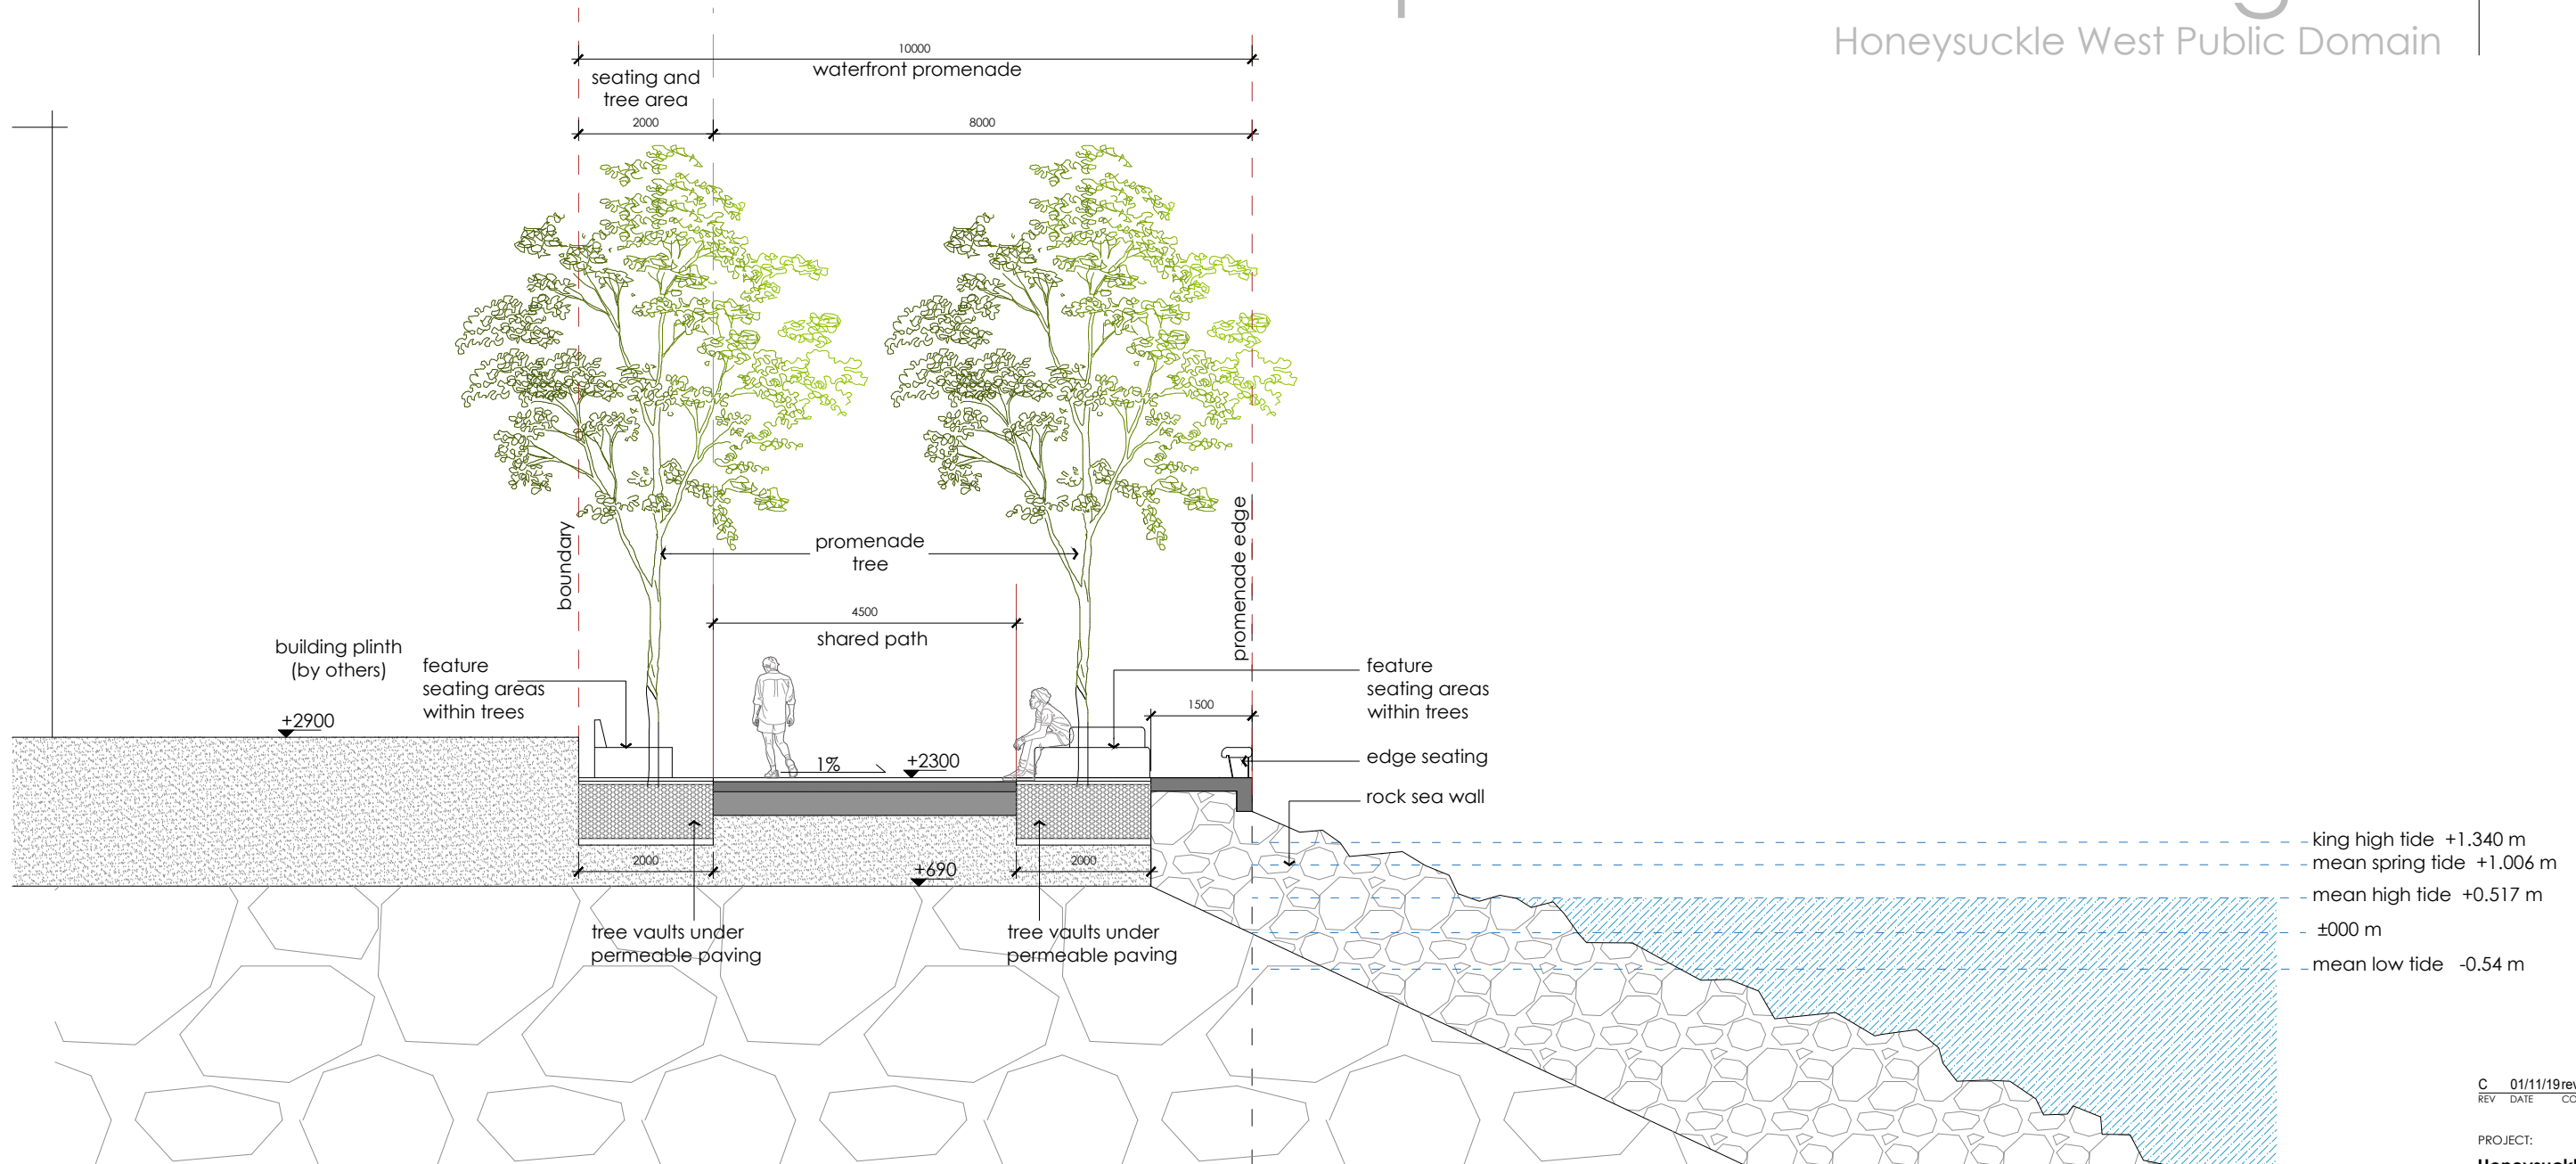 Honeysuckle West Public Domain
10000
waterfront promenade
seating and
tree area
2000
8000
boundary
promenade edge
promenade
tree
4500
shared path
building plinth
(by others)
feature
seating areas
within trees
feature
seating areas
within trees
1500
+2900
1%
+2300
edge seating
rock sea wall
king high tide +1.340 m
mean spring tide +1.006 m
mean high tide +0.517 m
±000 m
mean low tide -0.54 m
2000
+690
2000
tree vaults under
permeable paving
tree vaults under
permeable paving
C 01/11/19
REV DATE
PROJECT: